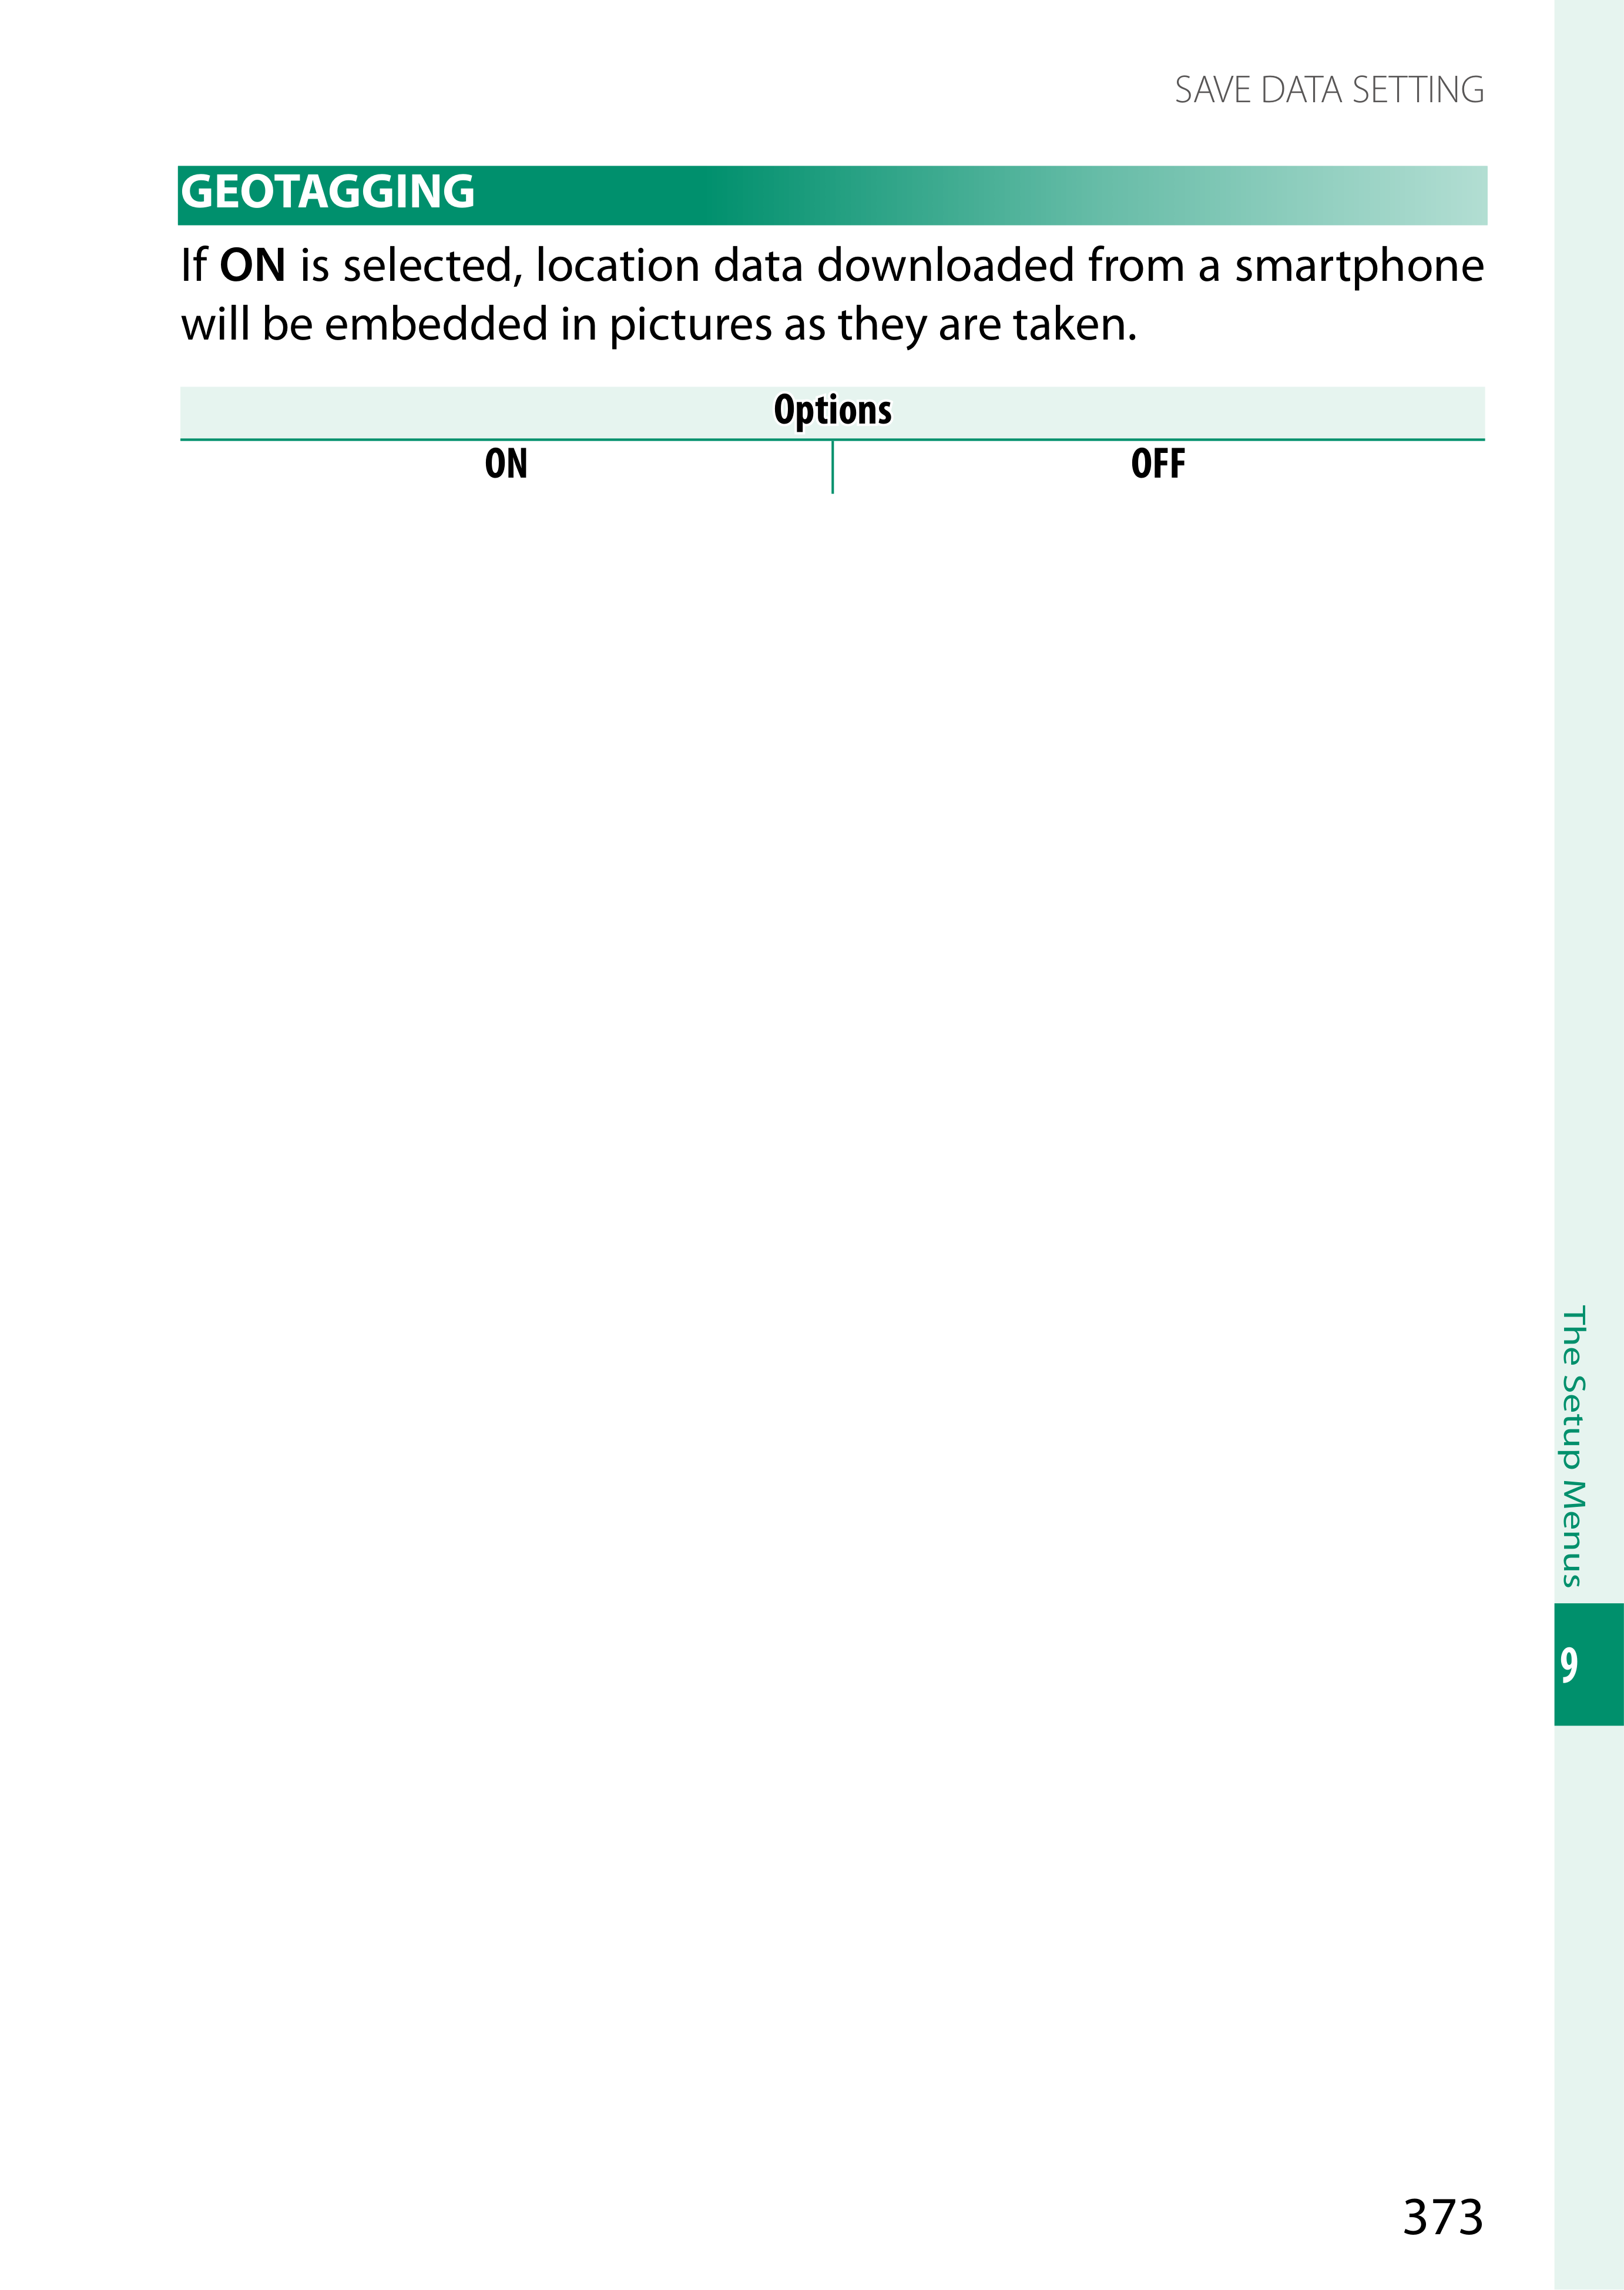 SAVE DATA SETTING
GEOTAGGING
If ON is selected, location data downloaded from a smartphone
will be embedded in pictures as they are taken.
Options
ON OFF
The Setup Menus
9
373